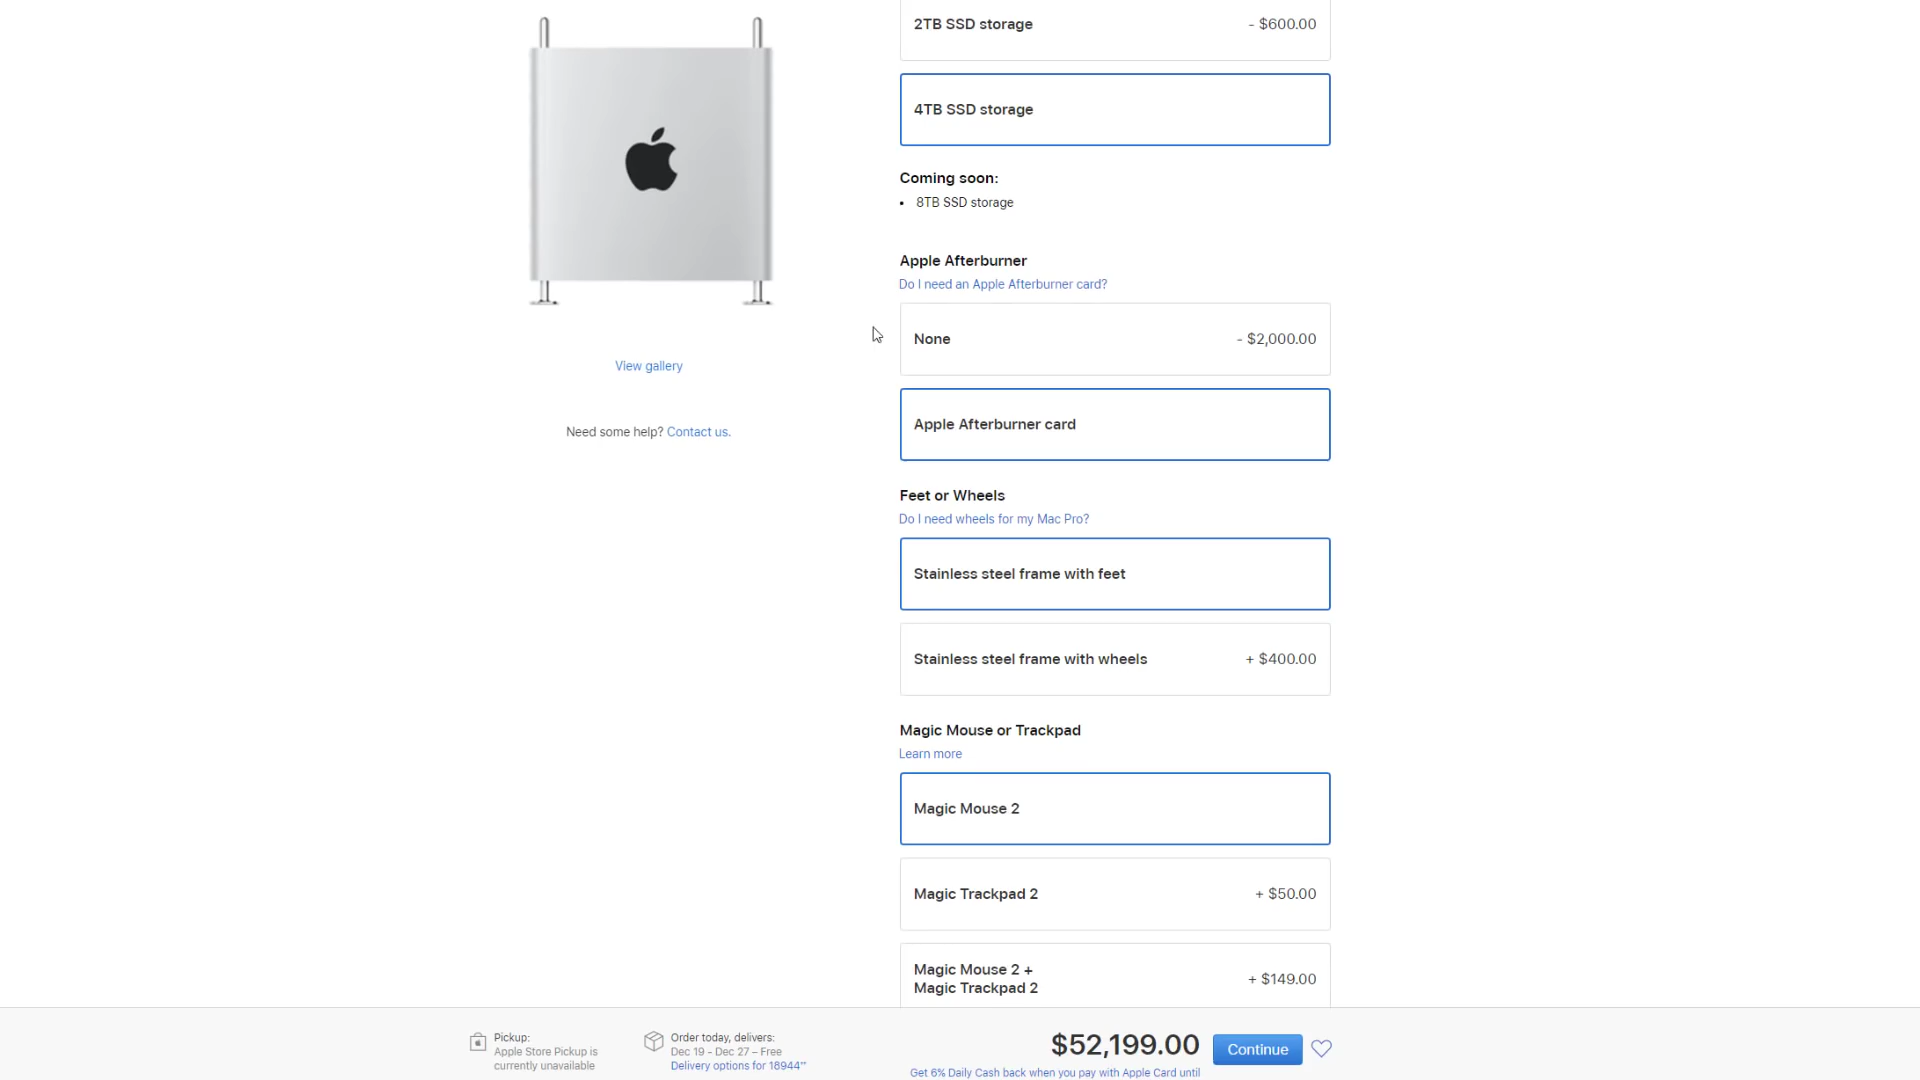 2TB SSD storage - $600.00
4TB SSD storage
Coming soon:
• 8TB SSD storage
Apple Afterburner
Do I need an Apple Afterburner card?
None - $2,000.00
Apple Afterburner card
Feet or Wheels
Do I need wheels for my Mac Pro?
Stainless steel frame with feet
Stainless steel frame with wheels + $400.00
Magic Mouse or Trackpad
Learn more
Magic Mouse 2
Magic Trackpad 2 + $50.00
Magic Mouse 2 +
Magic Trackpad 2 + $149.00
View gallery
Need some help? Contact us.
Pickup:
Apple Store Pickup is
currently unavailable
Order today, delivers:
Dec 19 - Dec 27 – Free
Delivery options for 18944**
$52,199.00
Continue
Get 6% Daily Cash back when you pay with Apple Card until